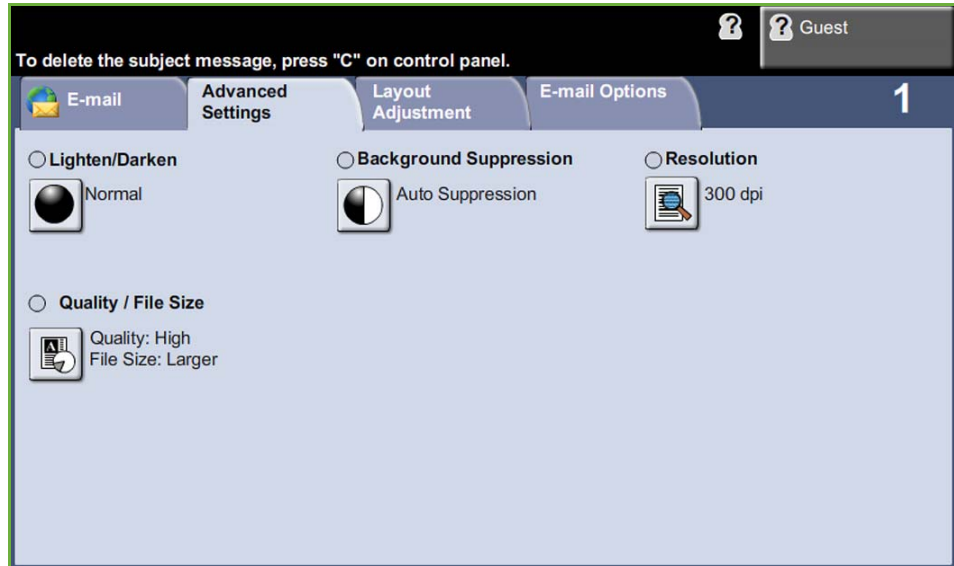 Guest
To delete the subject message, press "C" on control panel.
E-mail
Advanced
Settings
Layout
Adjustment
E-mail Options
1
Lighten/Darken
Normal
Background Suppression
Auto Suppression
Resolution
300 dpi
Quality / File Size
Quality: High
File Size: Larger